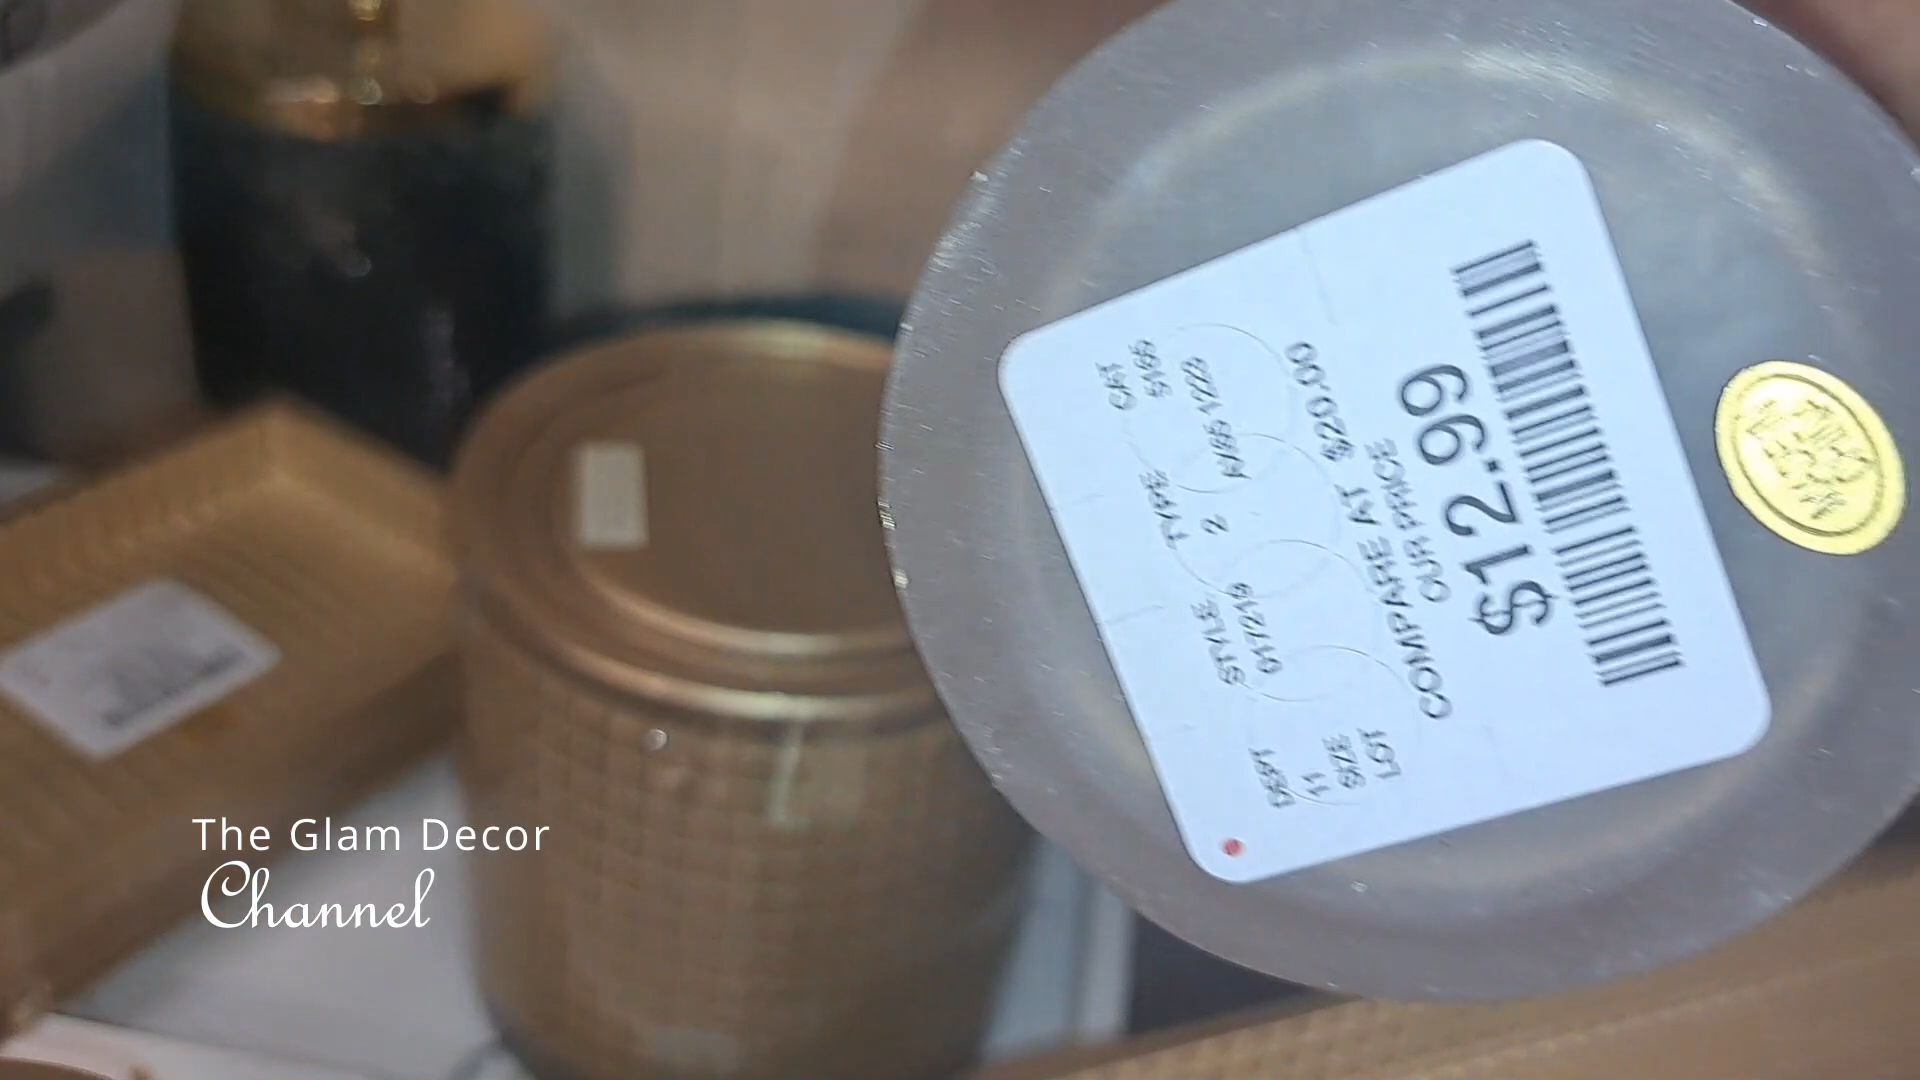 DEPT STYLE TYPE CAT
11 017219 2 5165
SIZE
LOT
COMPARE AT $20.00
OUR PRICE
$12.99
The Glam Decor
Channel